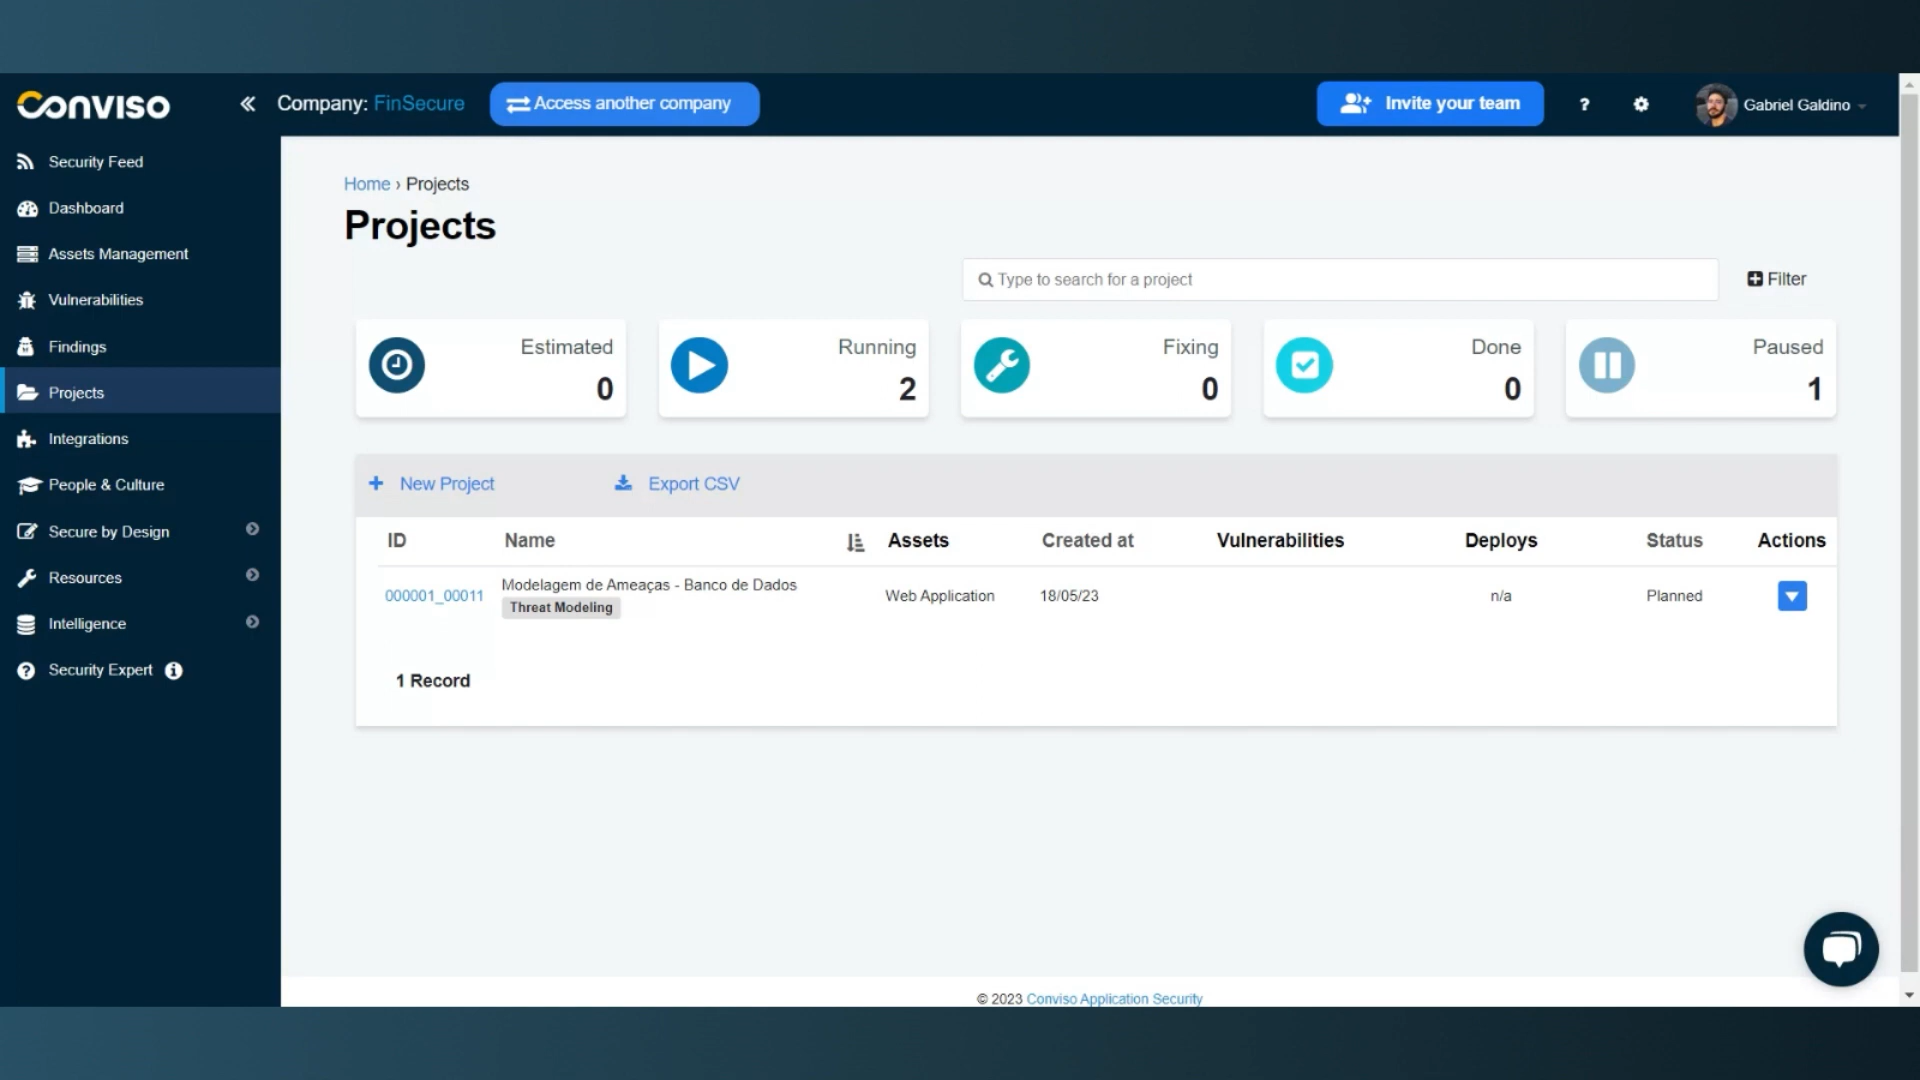 Conviso
Company: FinSecure
Access another company
Invite your team
?
Gabriel Galdino
Security Feed
Dashboard
Assets Management
Vulnerabilities
Findings
Projects
Integrations
People & Culture
Secure by Design
Resources
Intelligence
Security Expert
Home › Projects
Projects
Type to search for a project
Filter
Estimated
0
Running
2
Fixing
0
Done
0
Paused
1
New Project
Export CSV
ID Name Assets Created at Vulnerabilities Deploys Status Actions
000001_00011 Modelagem de Ameaças - Banco de Dados Web Application 18/05/23 n/a Planned
Threat Modeling
1 Record
© 2023 Conviso Application Security